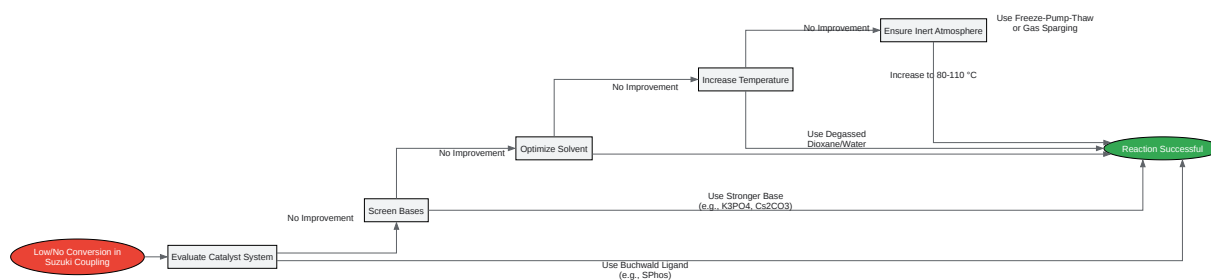 Use Freeze-Pump-Thaw
or Gas Sparging
No Improvement
Ensure Inert Atmosphere
Increase to 80-110 °C
No Improvement
Increase Temperature
Use Degassed
Dioxane/Water
No Improvement
Optimize Solvent
Reaction Successful
No Improvement
Screen Bases
Use Stronger Base
(e.g., K3PO4, Cs2CO3)
Low/No Conversion in
Suzuki Coupling
Evaluate Catalyst System
Use Buchwald Ligand
(e.g., SPhos)